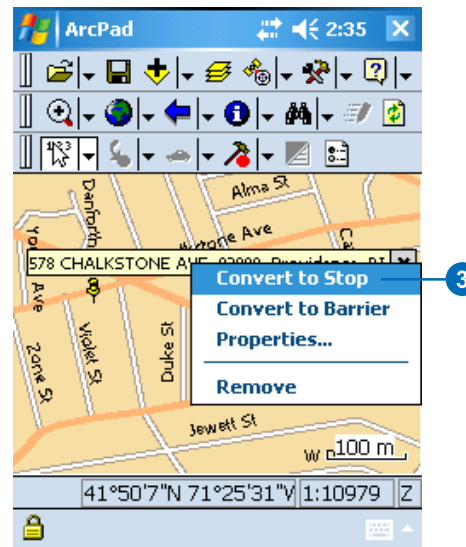 ArcPad 2:35
Alma St
Danforth
Ave
578 CHALKSTONE AVE, 02908, Providence, RI
Convert to Stop
3
Convert to Barrier
Properties...
Remove
Ave
Violet St
Duke St
Zone St
Jewett St
100 m
41°50'7"N 71°25'31"W 1:10979 Z